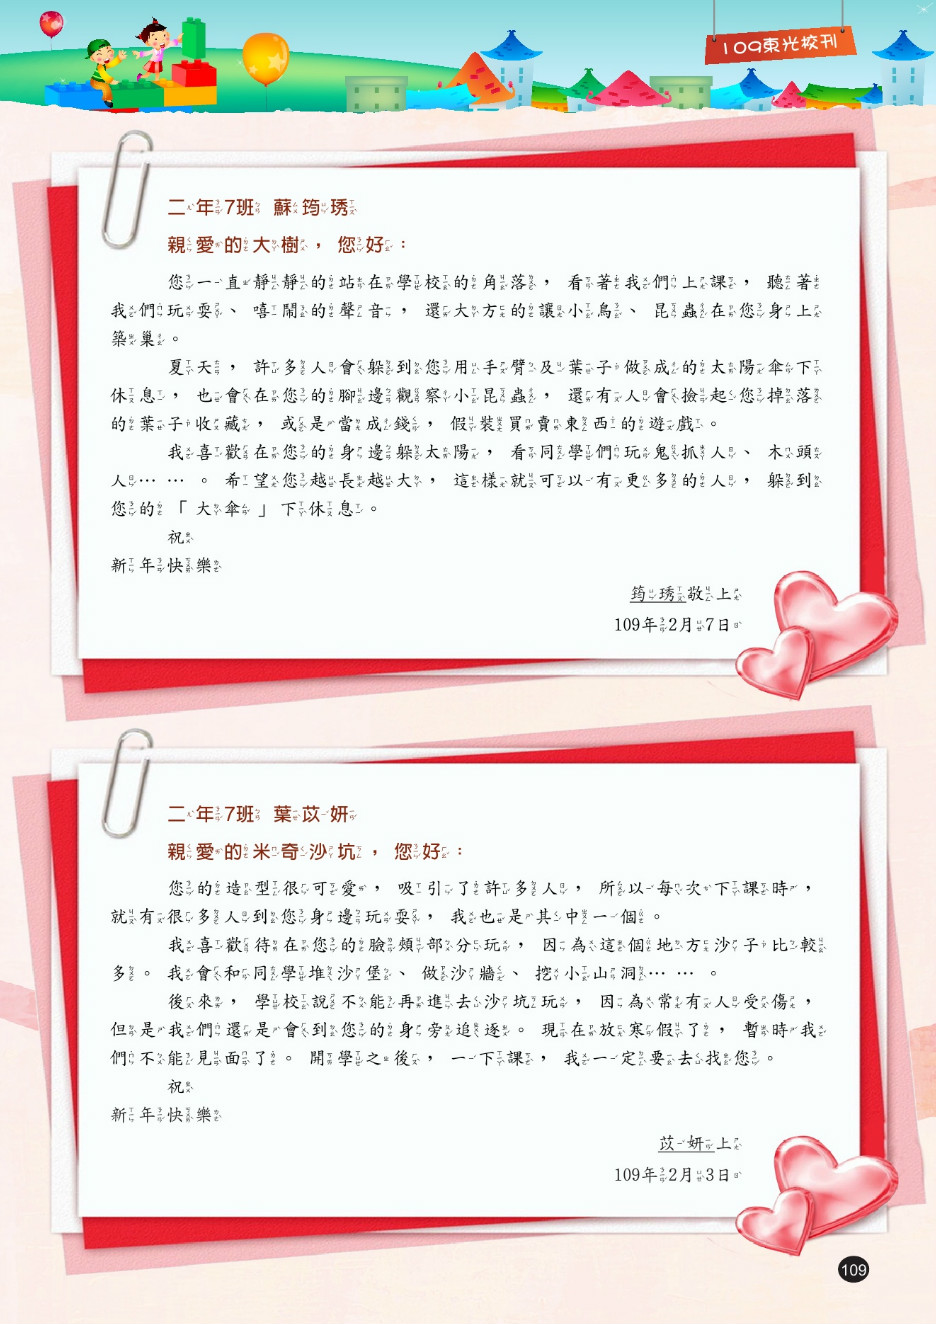 109東光校刊
二年7班 蘇筠琇
親愛的大樹，您好：
您一直靜靜的站在學校的角落，看著我們上課，聽著
我們玩耍、嘻鬧的聲音，還大方的讓小鳥、昆蟲在您身上
築巢。
夏天，許多人會躲到您用手臂及葉子做成的太陽傘下
休息，也會在您的腳邊觀察小昆蟲，還有人會撿起您掉落
的葉子收藏，或是當成錢，假裝買賣東西的遊戲。
我喜歡在您的身邊躲太陽，看同學們玩鬼抓人、木頭
人……。希望您越長越大，這樣就可以有更多的人，躲到
您的「大傘」下休息。
祝
新年快樂
筠琇敬上
109年2月7日
二年7班 葉苡妍
親愛的米奇沙坑，您好：
您的造型很可愛，吸引了許多人，所以每次下課時，
就有很多人到您身邊玩耍，我也是其中一個。
我喜歡待在您的臉頰部分玩，因為這個地方沙子比較
多。我會和同學堆沙堡、做沙牆、挖小山洞……。
後來，學校說不能再進去沙坑玩，因為常有人受傷，
但是我們還是會到您的身旁追逐。現在放寒假了，暫時我
們不能見面了。開學之後，一下課，我一定要去找您。
祝
新年快樂
苡妍上
109年2月3日
109